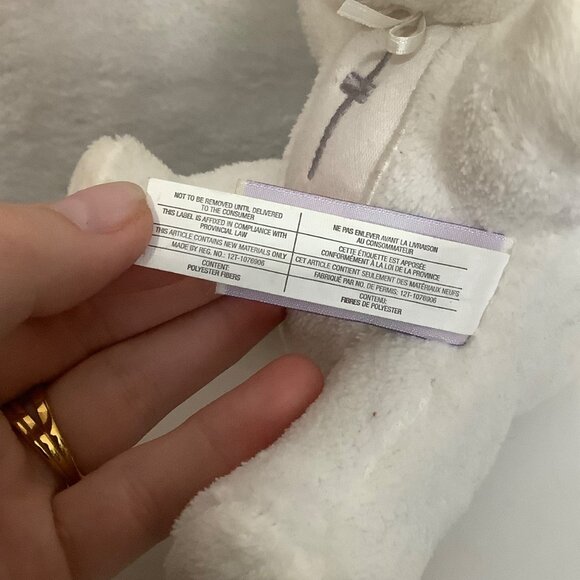 NOT TO BE REMOVED UNTIL DELIVERED
TO THE CONSUMER
THIS LABEL IS AFFIXED IN COMPLIANCE WITH
PROVINCIAL LAW
THIS ARTICLE CONTAINS NEW MATERIALS ONLY
MADE BY REG. NO.: 12T-1076906
CONTENT:
POLYESTER FIBERS
NE PAS ENLEVER AVANT LA LIVRAISON
AU CONSOMMATEUR
CETTE ÉTIQUETTE EST APPOSÉE
CONFORMÉMENT À LA LOI DE LA PROVINCE
CET ARTICLE CONTIENT SEULEMENT DES MATÉRIAUX NEUFS
FABRIQUÉ PAR NO. DE PERMIS: 12T-1076906
CONTENU:
FIBRES DE POLYESTER